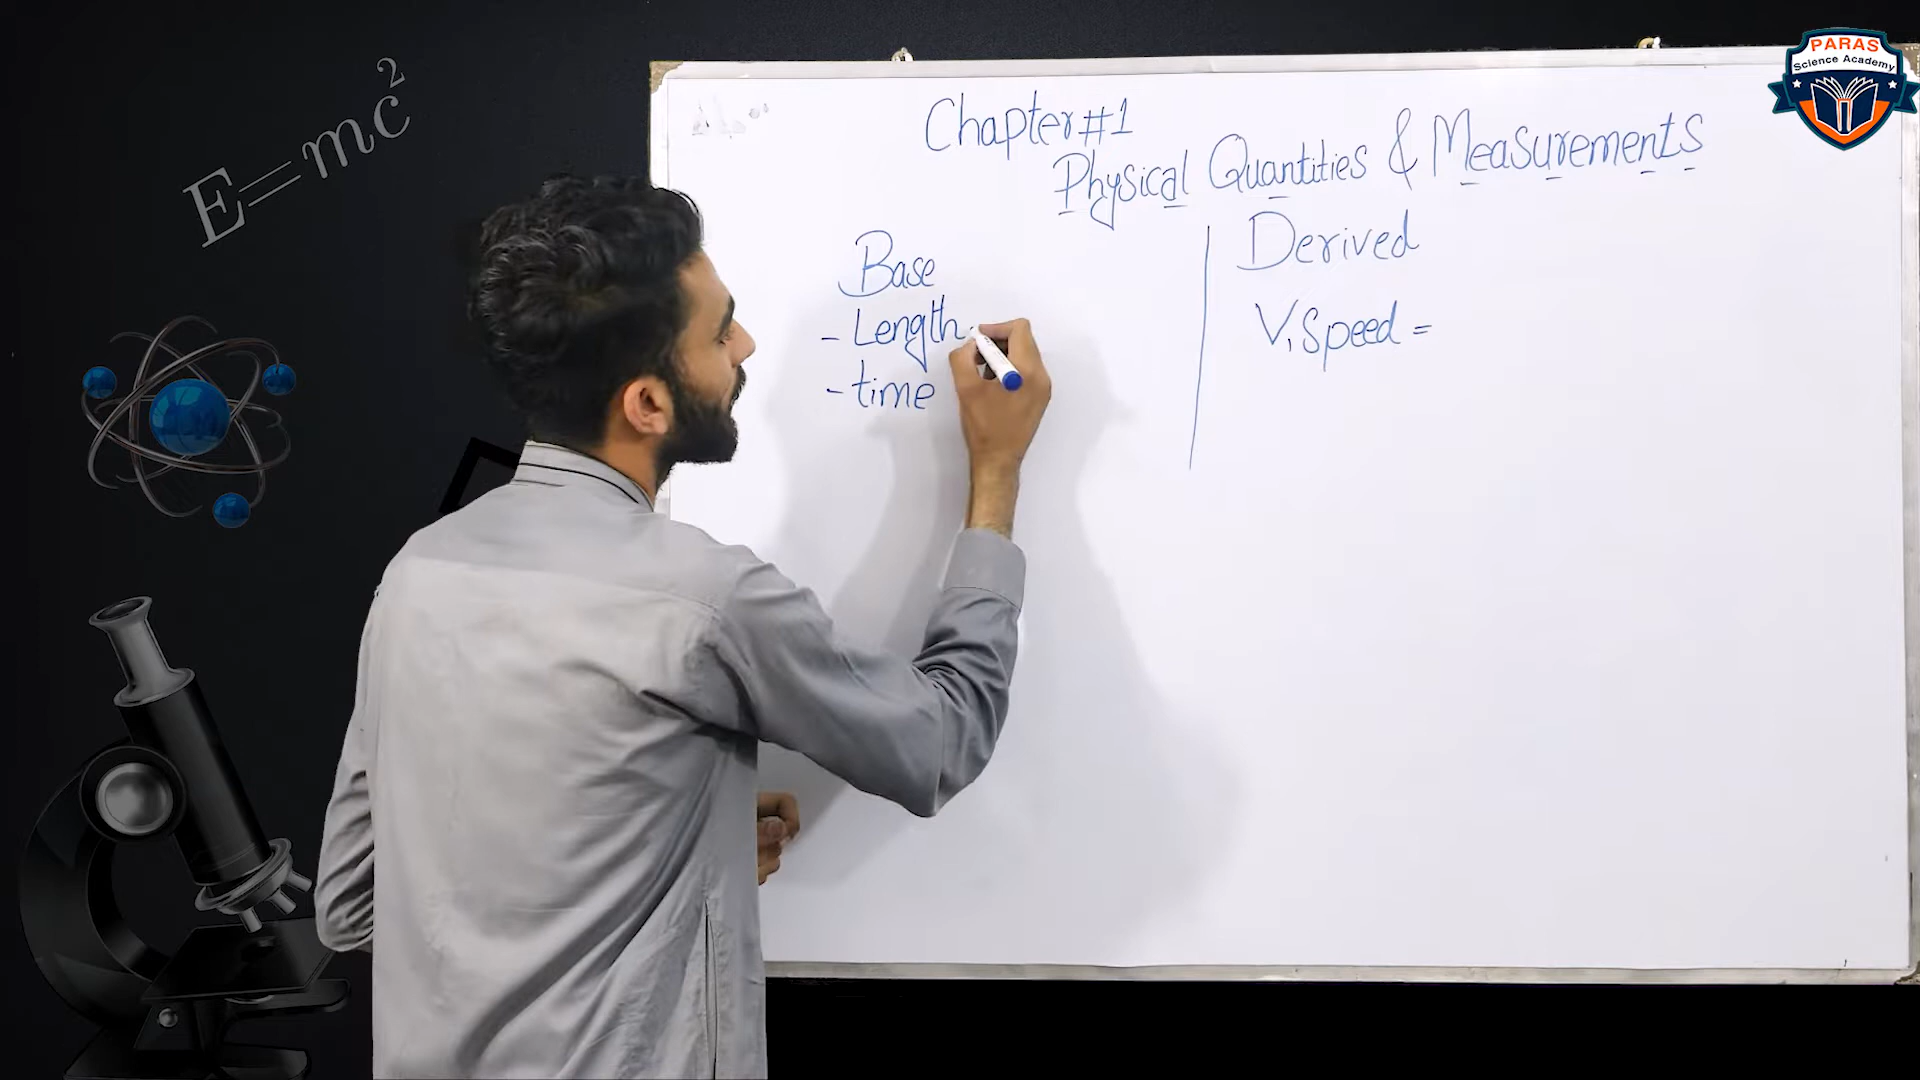 E=mc²
PARAS
Science Academy
Chapter#1
Physical Quantities & Measurements
Base
- Length
- time
Derived
V, Speed =